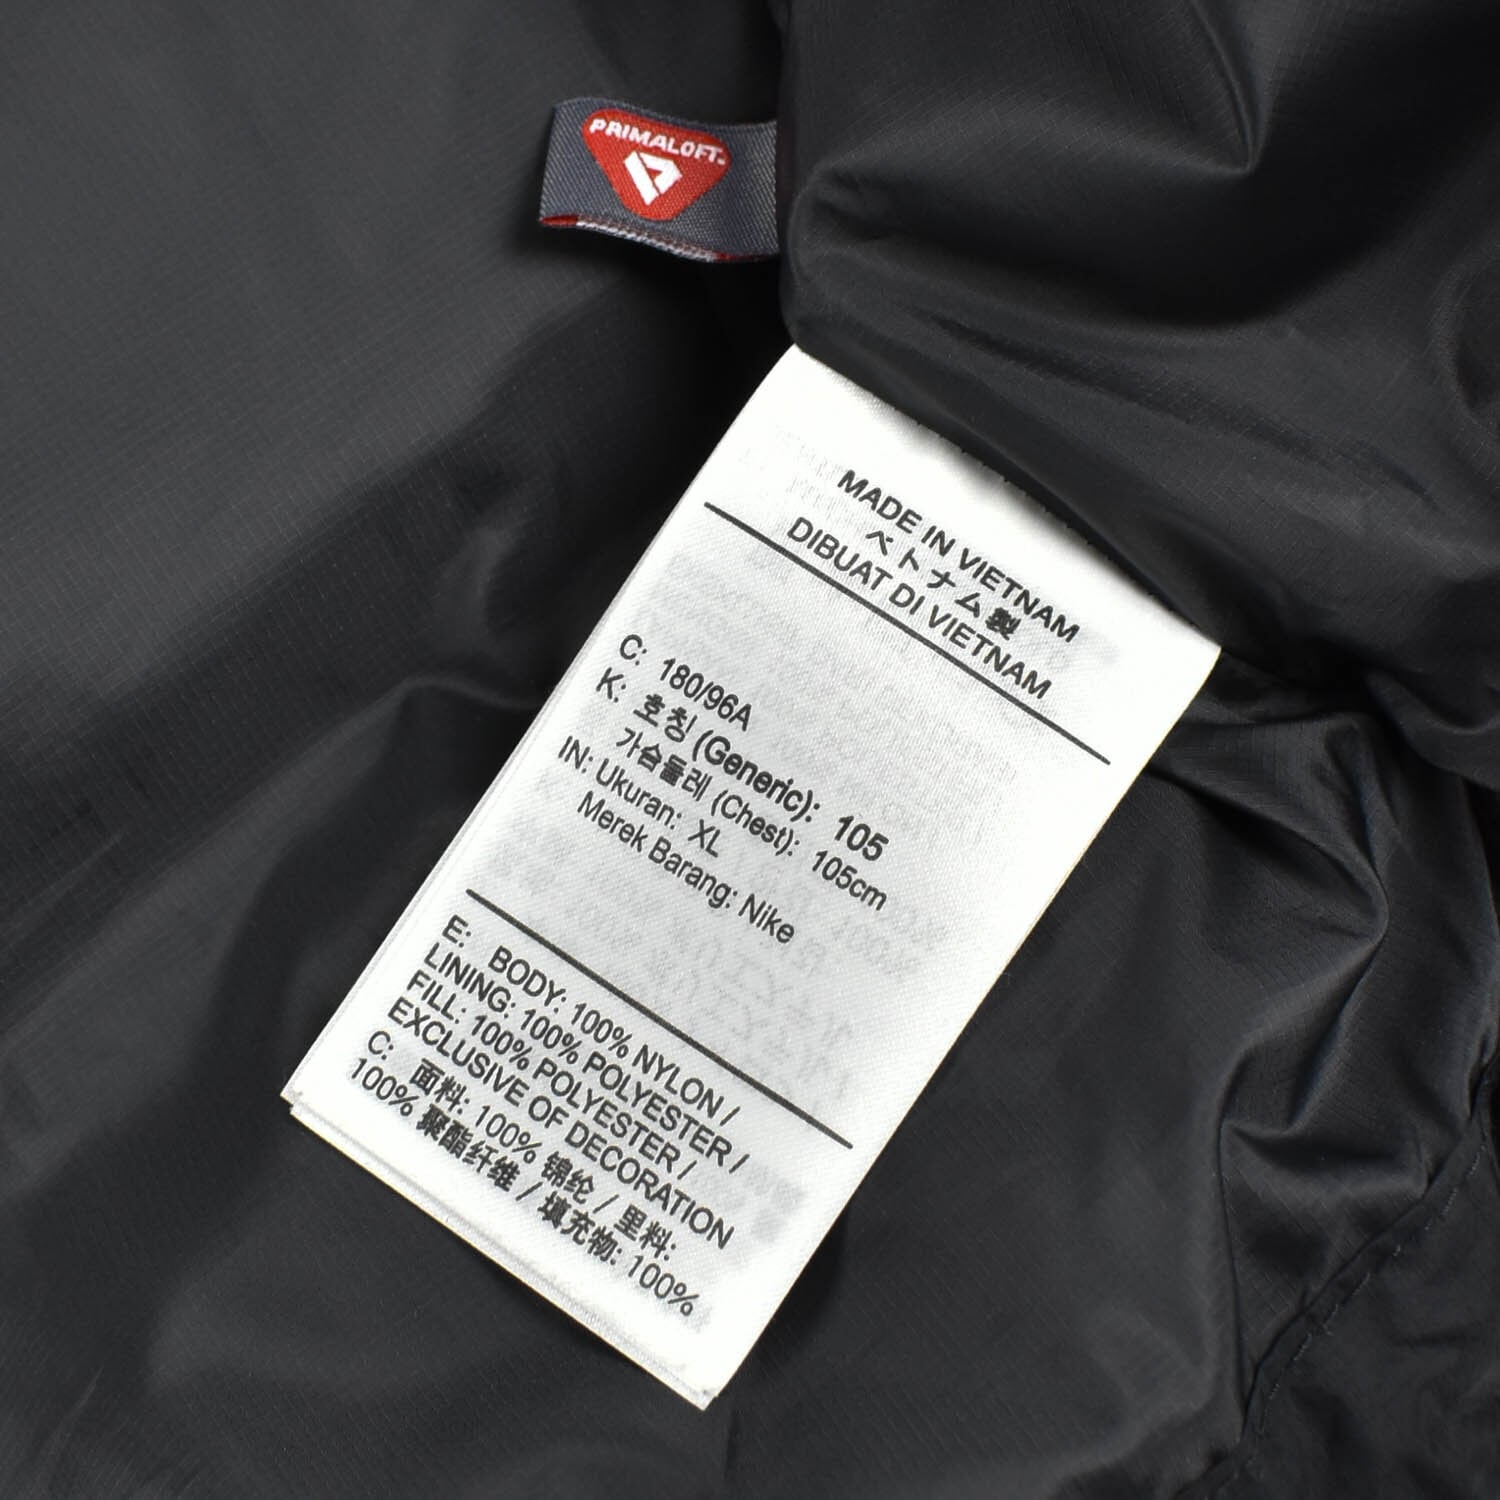 PRIMALOFT
MADE IN VIETNAM
ベトナム製
DIBUAT DI VIETNAM
C: 180/96A
K: 호칭 (Generic): 105
가슴둘레 (Chest): 105cm
IN: Ukuran: XL
Merek Barang: Nike
E: BODY: 100% NYLON /
LINING: 100% POLYESTER /
FILL: 100% POLYESTER /
EXCLUSIVE OF DECORATION
C: 面料: 100% 锦纶 / 里料:
100% 聚酯纤维 / 填充物: 100%